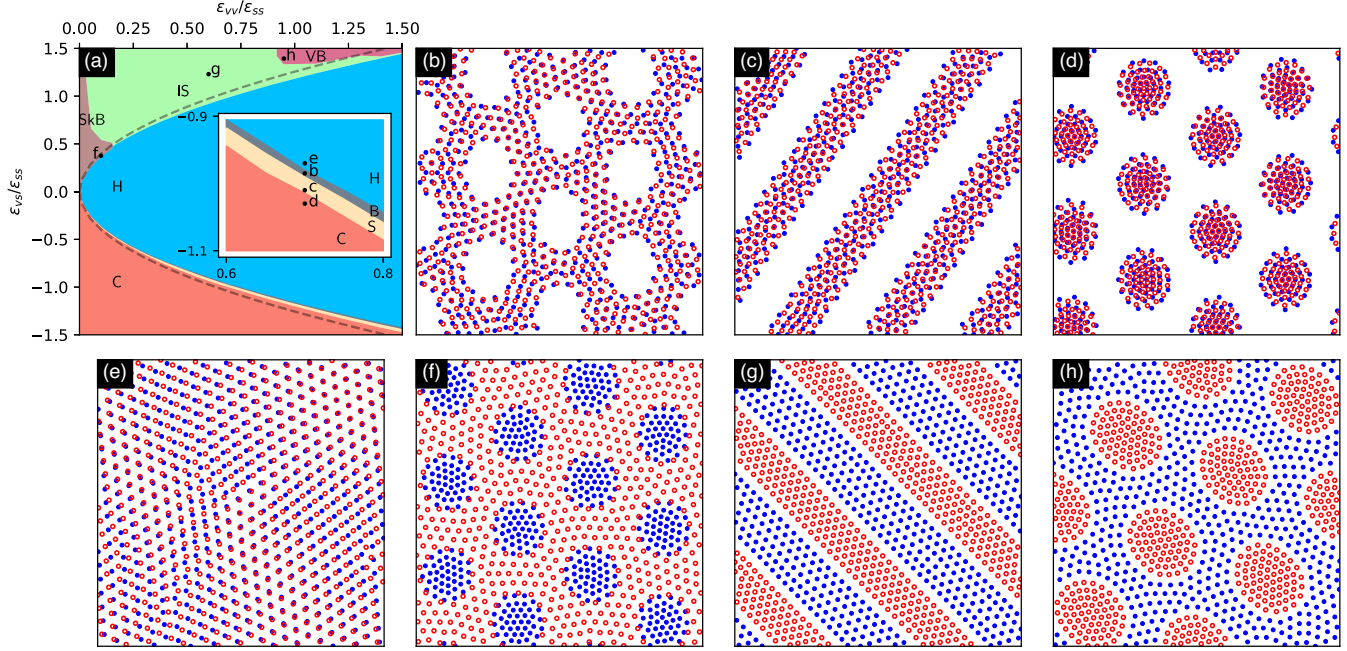 ε_vv/ε_ss
0.00 0.25 0.50 0.75 1.00 1.25 1.50
ε_vs/ε_ss
1.5
1.0
0.5
0.0
−0.5
−1.0
−1.5
(a)
h
VB
g
IS
SkB
f
H
C
−0.9
−1.1
0.6 0.8
e
b
c
d
H
B
S
C
(b)
(c)
(d)
(e)
(f)
(g)
(h)